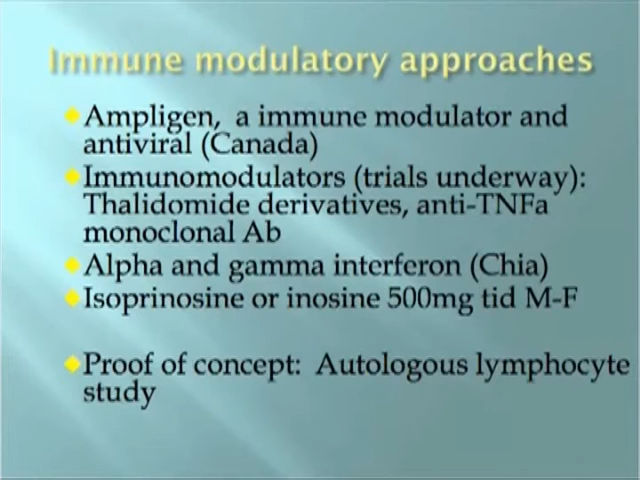 Immune modulatory approaches
Ampligen, a immune modulator and
antiviral (Canada)
Immunomodulators (trials underway):
Thalidomide derivatives, anti-TNFa
monoclonal Ab
Alpha and gamma interferon (Chia)
Isoprinosine or inosine 500mg tid M-F
Proof of concept: Autologous lymphocyte
study